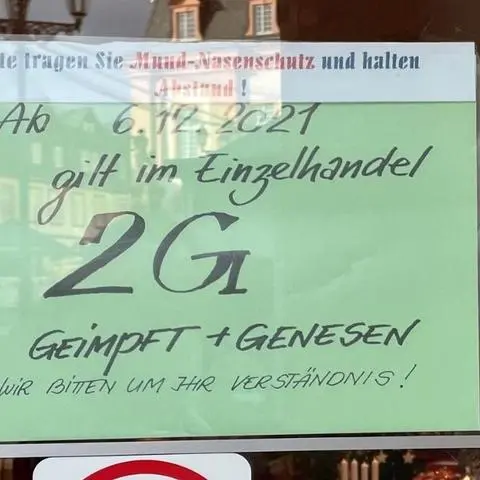 te tragen Sie Mund-Nasenschutz und halten
Abstand !
Ab 6.12.2021
gilt im Einzelhandel
2G
GEIMPFT + GENESEN
WIR BITTEN UM IHR VERSTÄNDNIS !